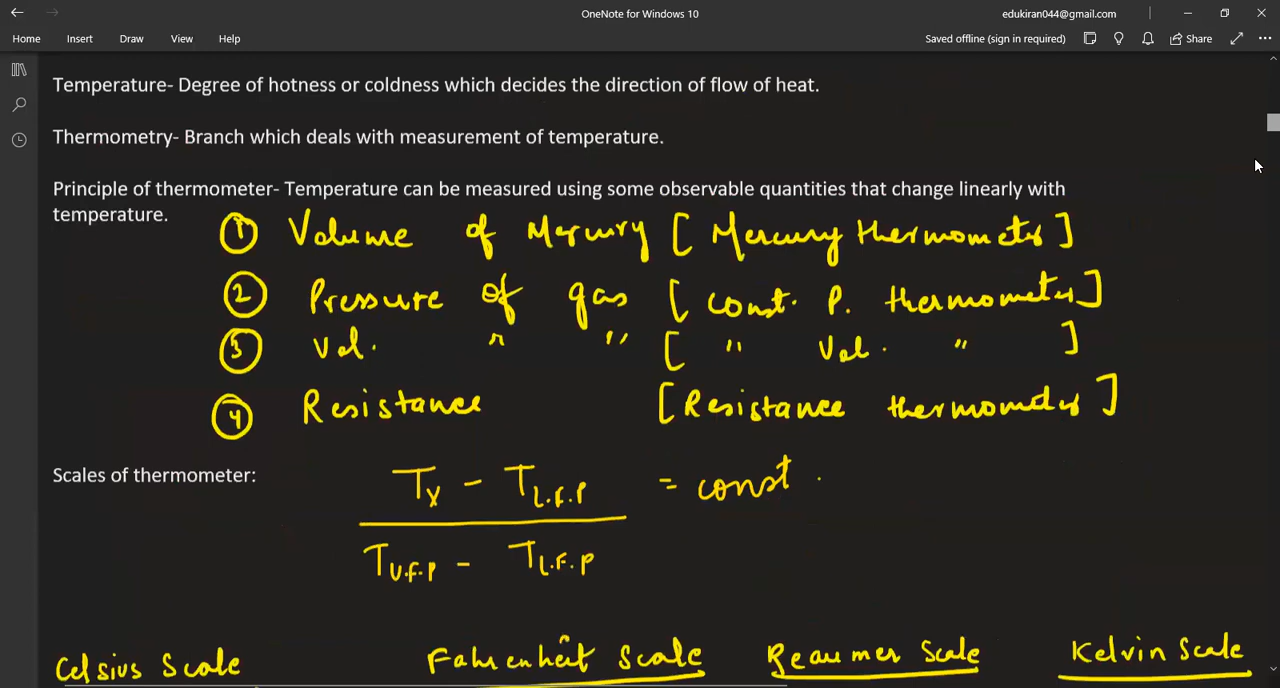 OneNote for Windows 10
edukiran044@gmail.com
Home Insert Draw View Help
Saved offline (sign in required) Share
Temperature- Degree of hotness or coldness which decides the direction of flow of heat.
Thermometry- Branch which deals with measurement of temperature.
Principle of thermometer- Temperature can be measured using some observable quantities that change linearly with
temperature.
① Volume of Mercury [ Mercury thermometer ]
② Pressure of gas [ Const. P. thermometer ]
③ Vol. " " [ " Vol. " ]
④ Resistance [ Resistance thermometer ]
Scales of thermometer:
T_X - T_L.F.P = const.
T_U.F.P - T_L.F.P
Celsius Scale Fahrenheit Scale Reaumer Scale Kelvin Scale